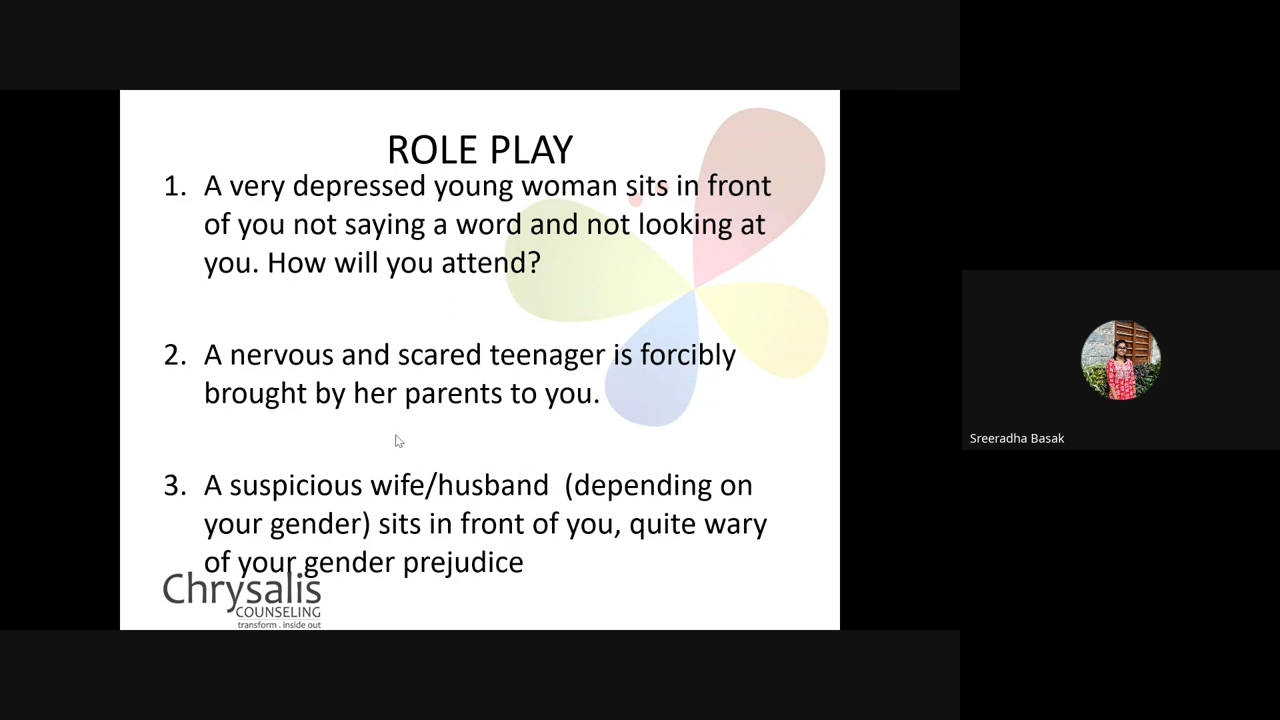 ROLE PLAY
1. A very depressed young woman sits in front
of you not saying a word and not looking at
you. How will you attend?
2. A nervous and scared teenager is forcibly
brought by her parents to you.
3. A suspicious wife/husband (depending on
your gender) sits in front of you, quite wary
of your gender prejudice
Chrysalis
COUNSELING
transform . inside out
Sreeradha Basak